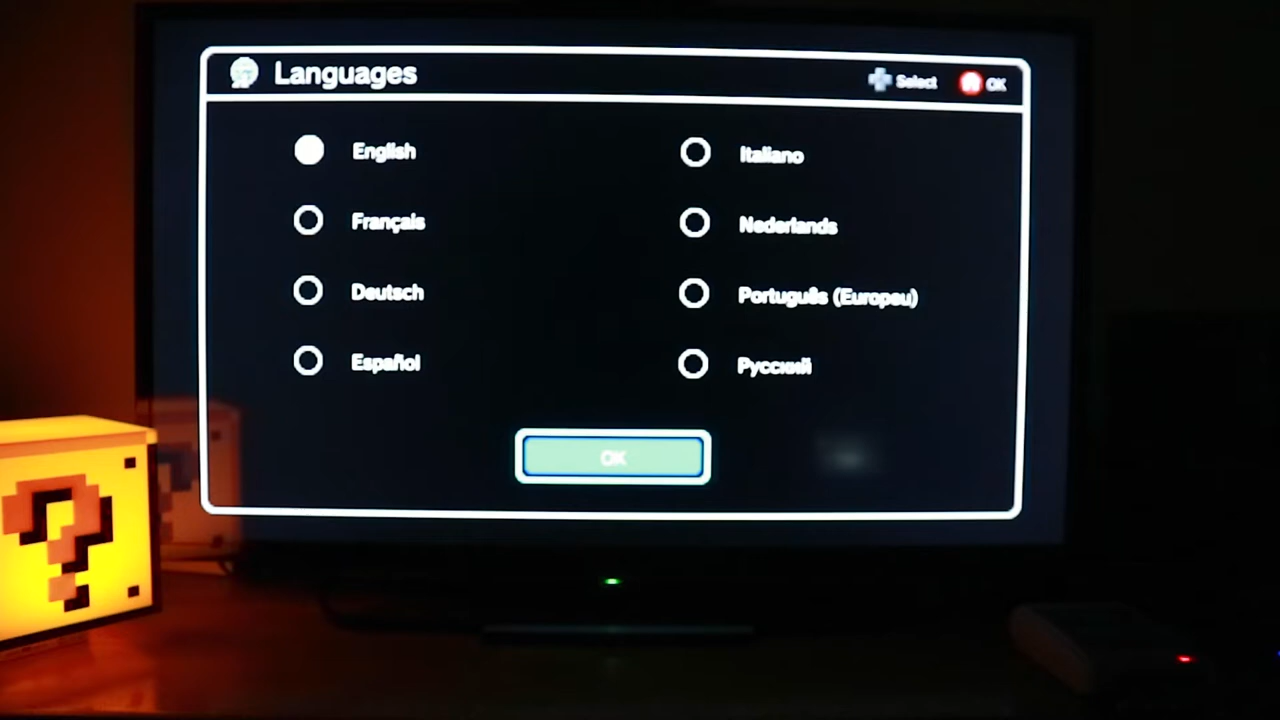 Languages
Select OK
English
Français
Deutsch
Español
Italiano
Nederlands
Português (Europeu)
Русский
OK
?